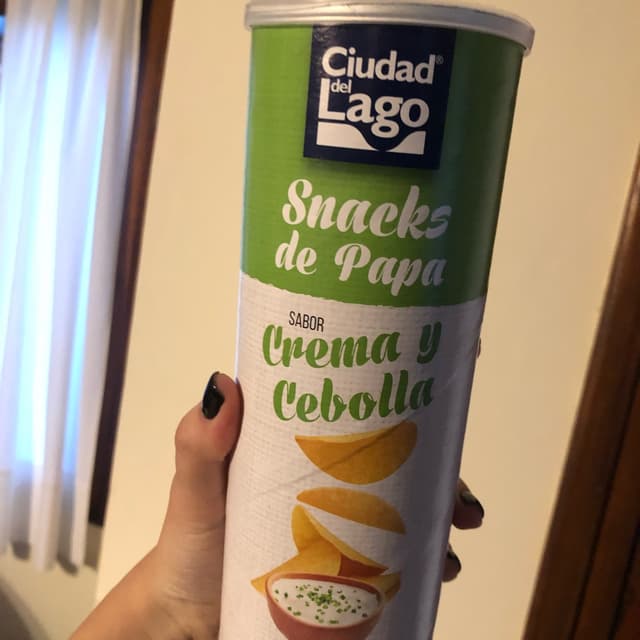 Ciudad®
del
Lago
Snacks
de Papa
SABOR
Crema y
Cebolla